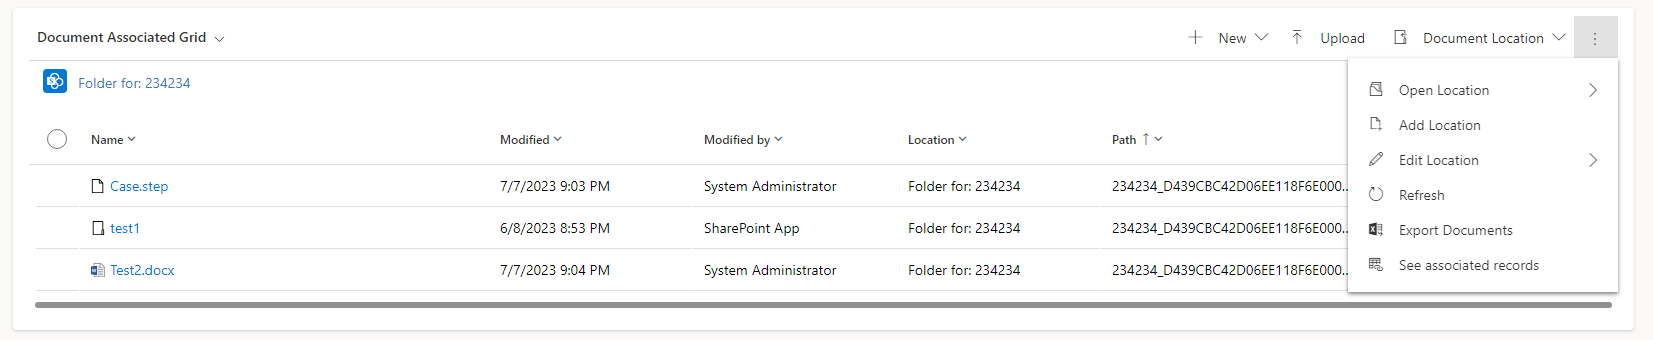 Document Associated Grid
New Upload Document Location
Folder for: 234234
Name Modified Modified by Location Path
Case.step 7/7/2023 9:03 PM System Administrator Folder for: 234234 234234_D439CBC42D06EE118F6E000...
test1 6/8/2023 8:53 PM SharePoint App Folder for: 234234 234234_D439CBC42D06EE118F6E000...
Test2.docx 7/7/2023 9:04 PM System Administrator Folder for: 234234 234234_D439CBC42D06EE118F6E000...
Open Location
Add Location
Edit Location
Refresh
Export Documents
See associated records